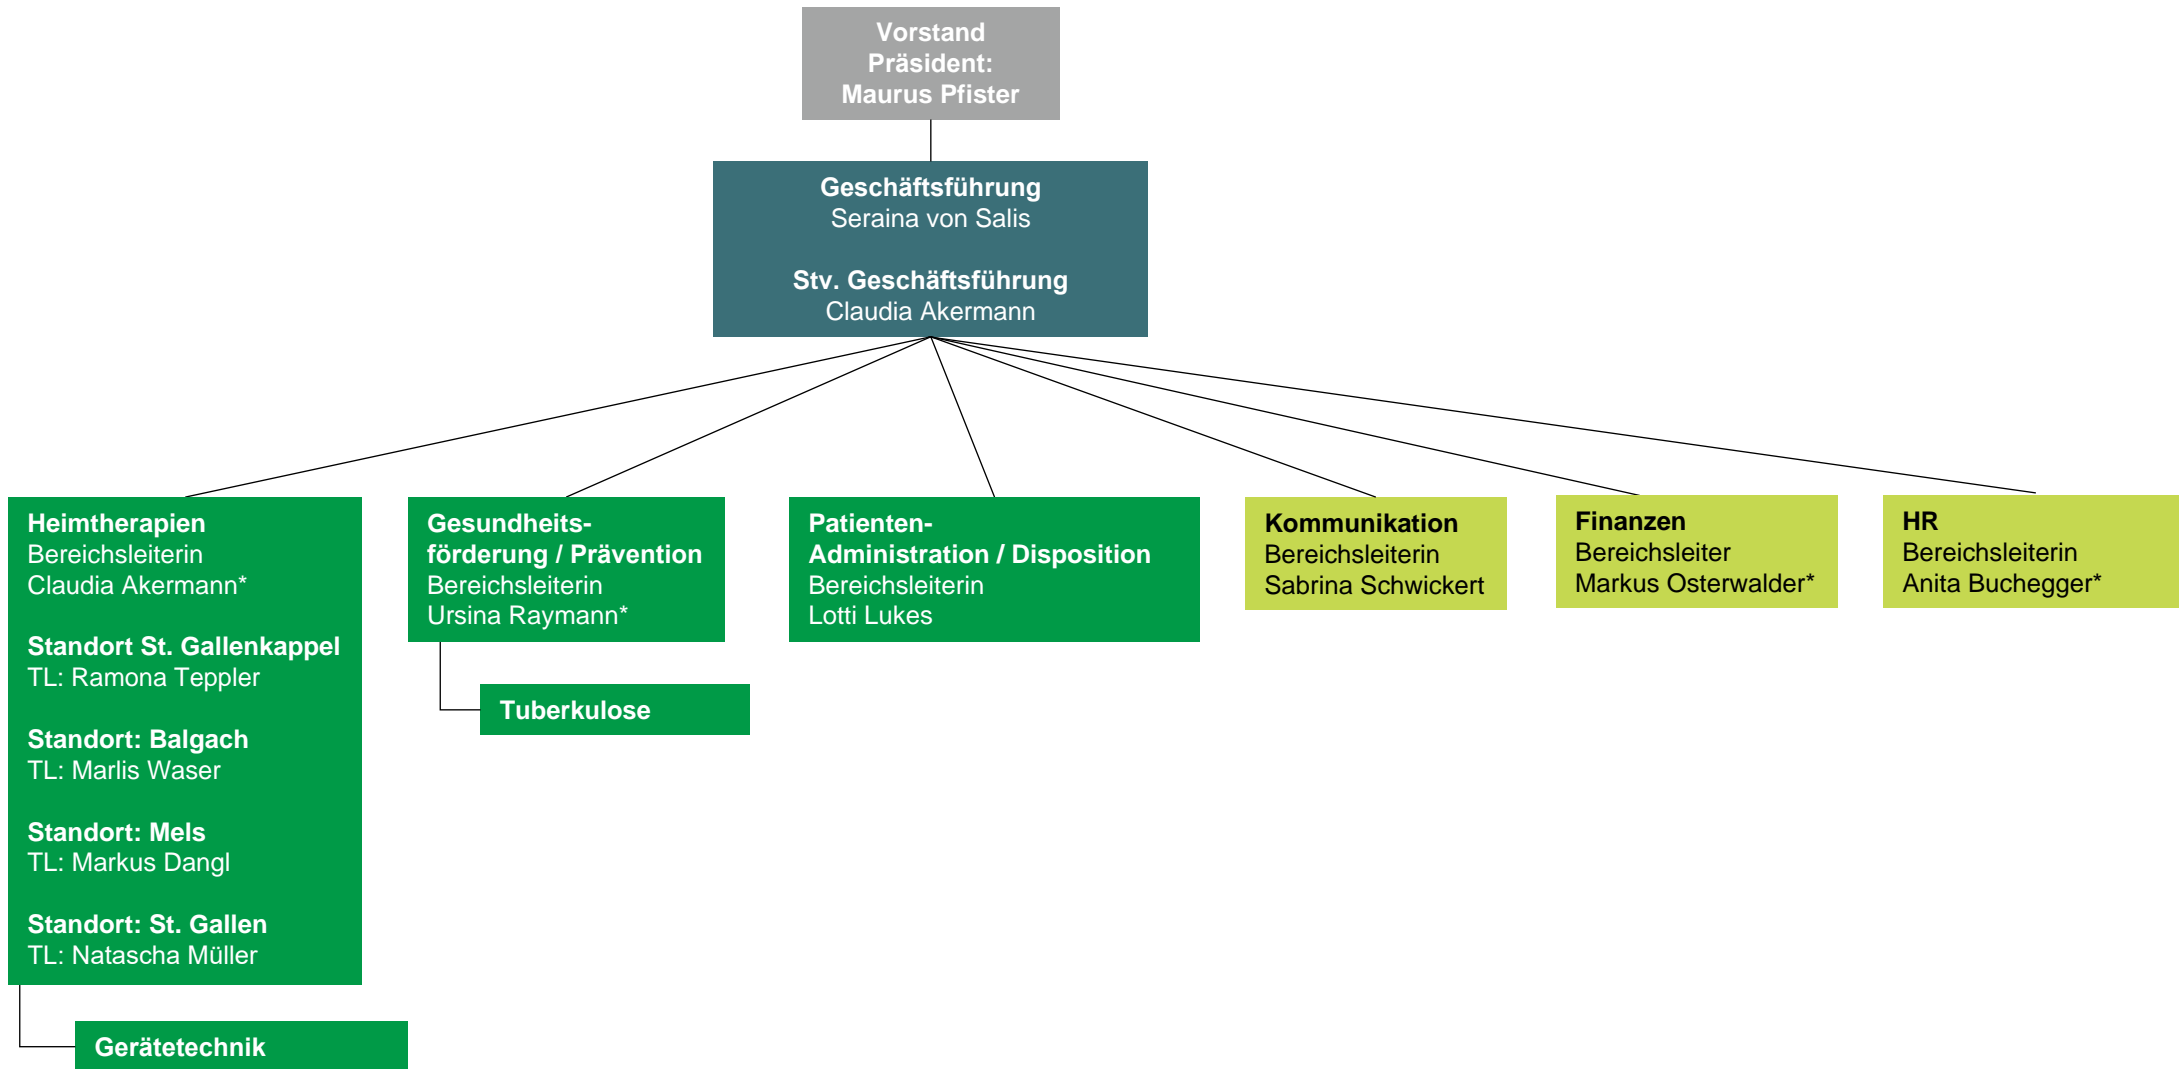 Vorstand
Präsident:
Maurus Pfister
Geschäftsführung
Seraina von Salis
Stv. Geschäftsführung
Claudia Akermann
Heimtherapien
Bereichsleiterin
Claudia Akermann*
Standort St. Gallenkappel
TL: Ramona Teppler
Standort: Balgach
TL: Marlis Waser
Standort: Mels
TL: Markus Dangl
Standort: St. Gallen
TL: Natascha Müller
Gerätetechnik
Gesundheits-
förderung / Prävention
Bereichsleiterin
Ursina Raymann*
Tuberkulose
Patienten-
Administration / Disposition
Bereichsleiterin
Lotti Lukes
Kommunikation
Bereichsleiterin
Sabrina Schwickert
Finanzen
Bereichsleiter
Markus Osterwalder*
HR
Bereichsleiterin
Anita Buchegger*